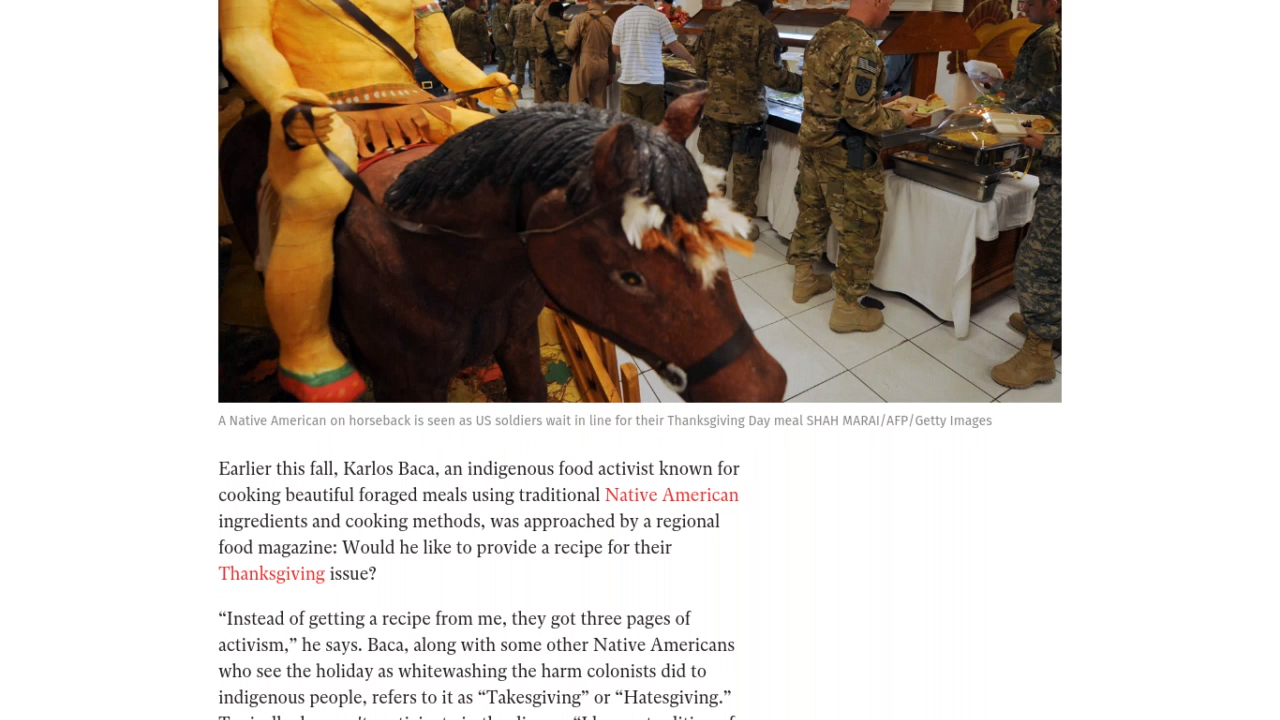 A Native American on horseback is seen as US soldiers wait in line for their Thanksgiving Day meal SHAH MARAI/AFP/Getty Images
Earlier this fall, Karlos Baca, an indigenous food activist known for
cooking beautiful foraged meals using traditional Native American
ingredients and cooking methods, was approached by a regional
food magazine: Would he like to provide a recipe for their
Thanksgiving issue?
“Instead of getting a recipe from me, they got three pages of
activism,” he says. Baca, along with some other Native Americans
who see the holiday as whitewashing the harm colonists did to
indigenous people, refers to it as “Takesgiving” or “Hatesgiving.”